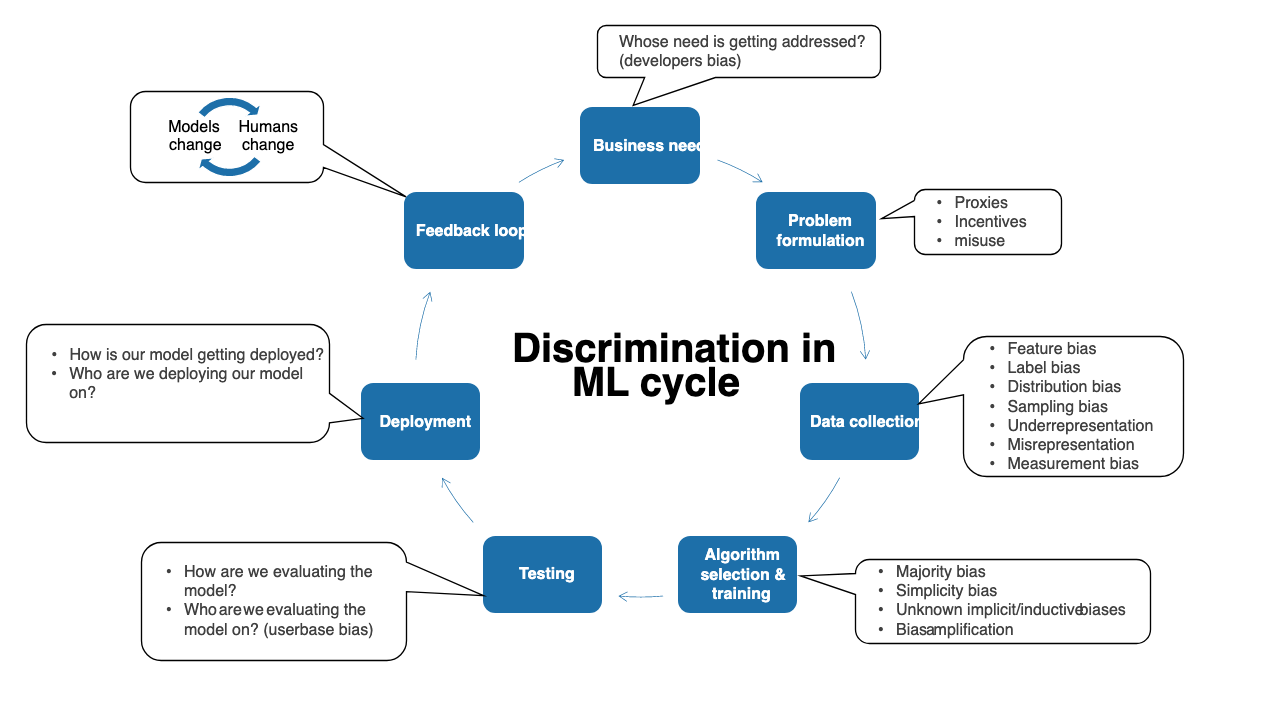 Whose need is getting addressed?
(developers bias)
Models
change
Humans
change
Business need
Feedback loop
Problem
formulation
• Proxies
• Incentives
• misuse
Discrimination in
ML cycle
• How is our model getting deployed?
• Who are we deploying our model
on?
• Feature bias
• Label bias
• Distribution bias
• Sampling bias
• Underrepresentation
• Misrepresentation
• Measurement bias
Deployment
Data collection
Testing
Algorithm
selection &
training
• How are we evaluating the
model?
• Who are we evaluating the
model on? (userbase bias)
• Majority bias
• Simplicity bias
• Unknown implicit/inductive biases
• Bias amplification